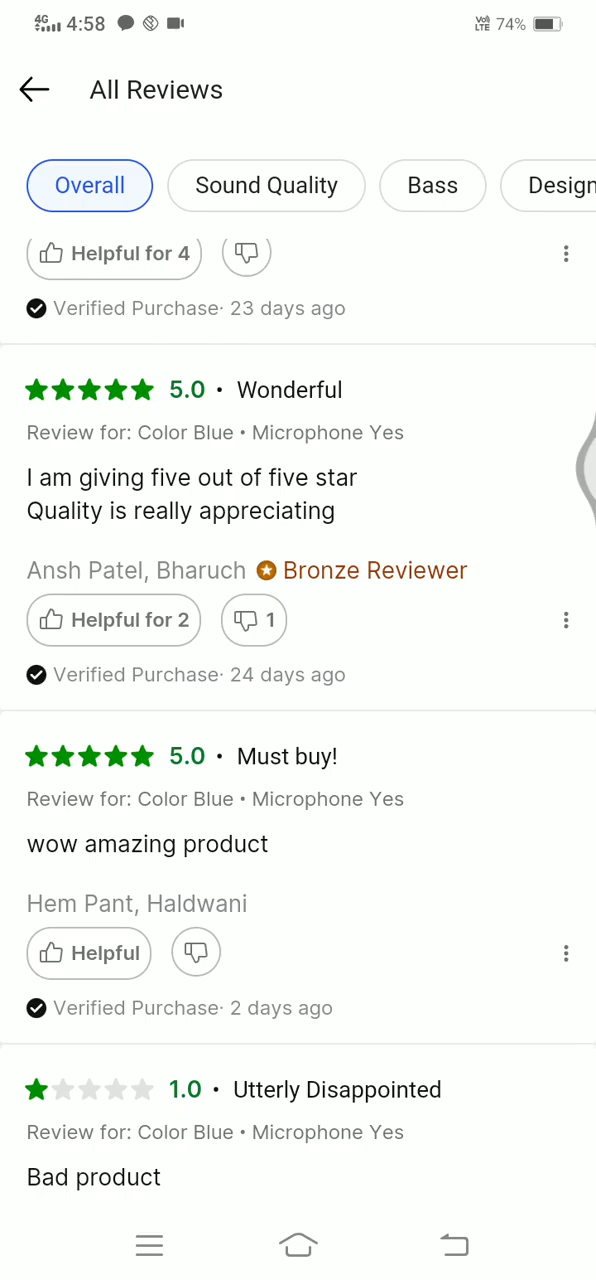 4G 4:58 Vo) LTE 74%
All Reviews
Overall Sound Quality Bass Design
Helpful for 4
Verified Purchase· 23 days ago
5.0 • Wonderful
Review for: Color Blue • Microphone Yes
I am giving five out of five star
Quality is really appreciating
Ansh Patel, Bharuch Bronze Reviewer
Helpful for 2 1
Verified Purchase· 24 days ago
5.0 • Must buy!
Review for: Color Blue • Microphone Yes
wow amazing product
Hem Pant, Haldwani
Helpful
Verified Purchase· 2 days ago
1.0 • Utterly Disappointed
Review for: Color Blue • Microphone Yes
Bad product